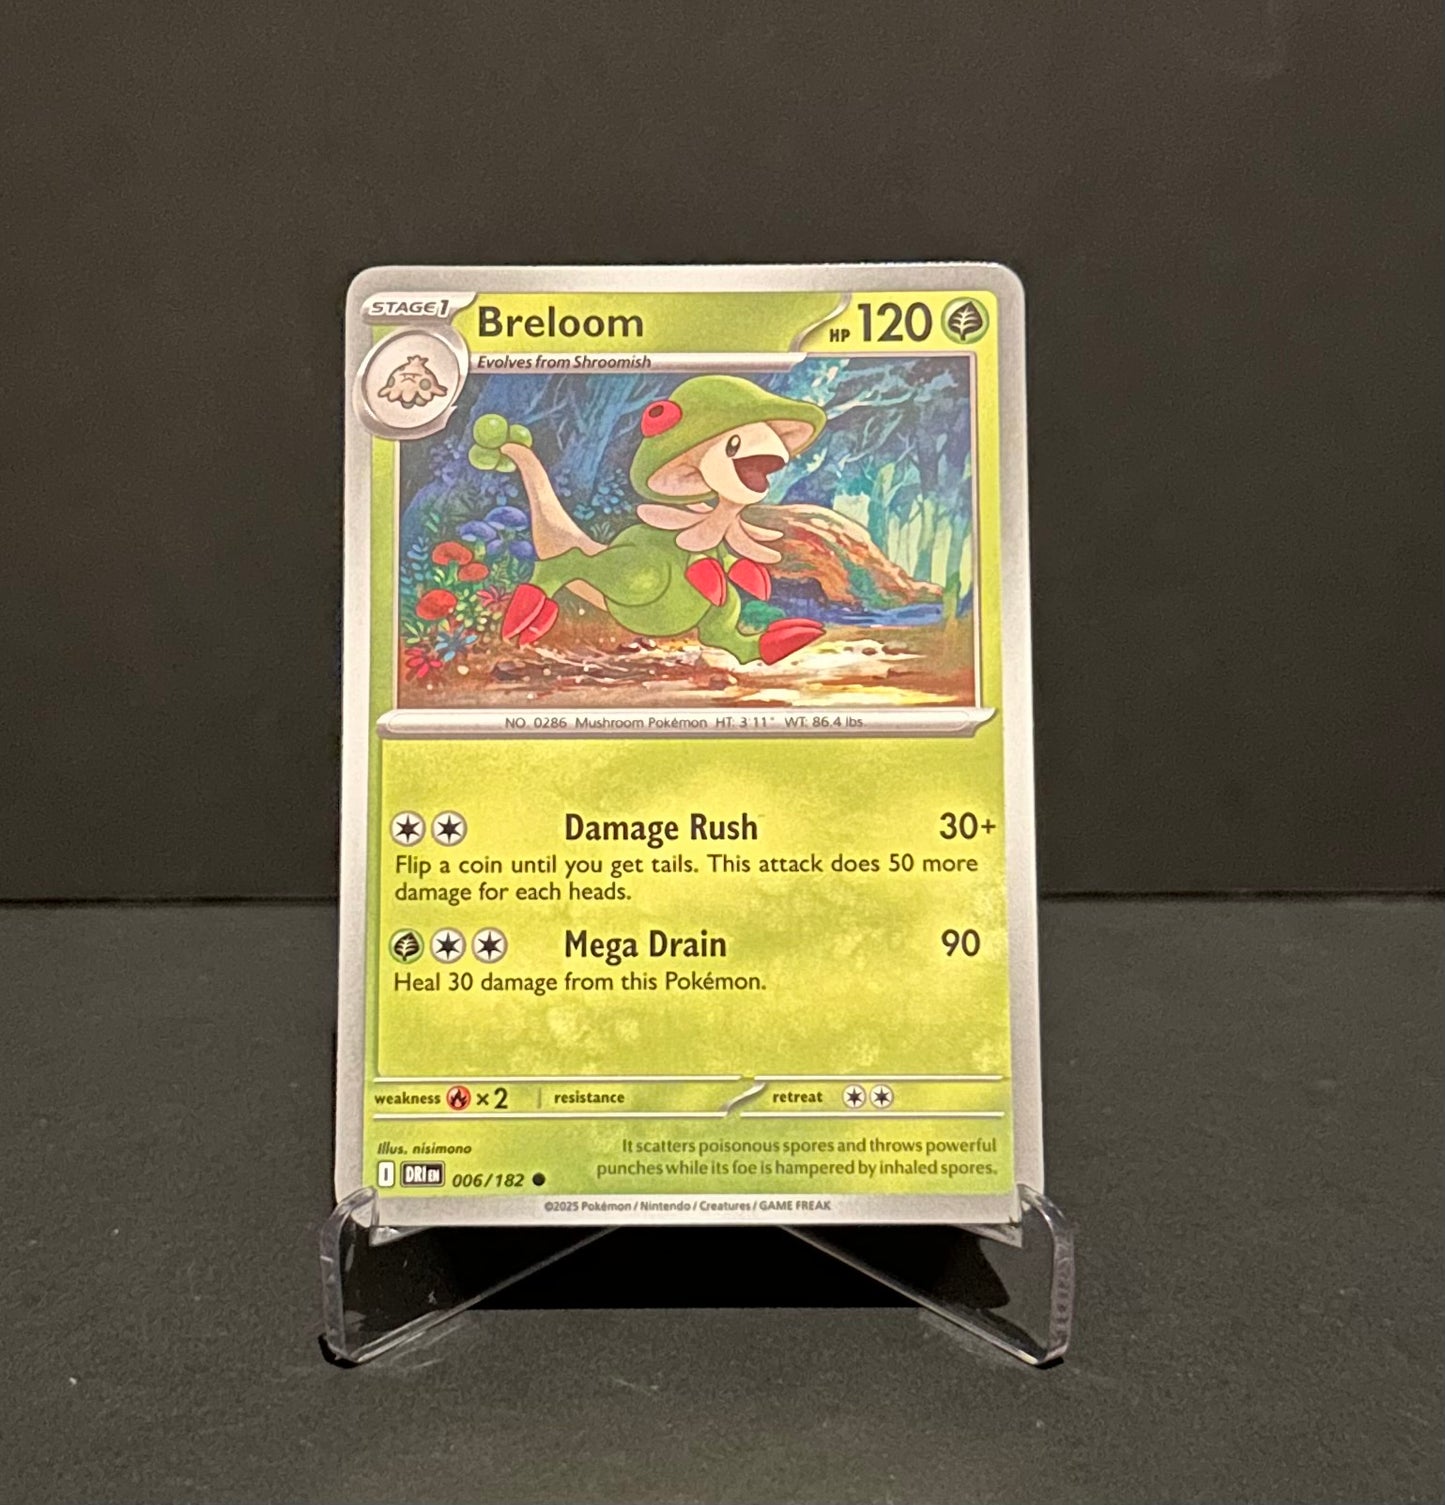 STAGE1
Breloom
HP 120
Evolves from Shroomish
NO. 0286 Mushroom Pokémon HT: 3'11" WT: 86.4 lbs.
Damage Rush 30+
Flip a coin until you get tails. This attack does 50 more
damage for each heads.
Mega Drain 90
Heal 30 damage from this Pokémon.
weakness ×2 resistance retreat
Illus. nisimono
It scatters poisonous spores and throws powerful
punches while its foe is hampered by inhaled spores.
I DRI EN 006/182
©2025 Pokémon / Nintendo / Creatures / GAME FREAK